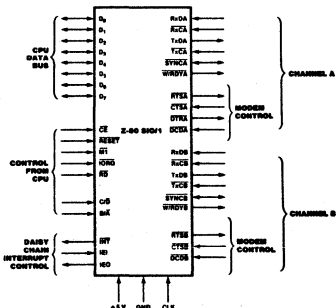 CPU
DATA
BUS
D0
D1
D2
D3
D4
D5
D6
D7
CONTROL
FROM
CPU
CE
RESET
M1
IORQ
RD
C/D
B/A
DAISY
CHAIN
INTERRUPT
CONTROL
INT
IEI
IEO
Z-80 SIO/1
RxDA
RxCA
TxDA
TxCA
SYNCA
W/RDYA
RTSA
CTSA
DTRA
DCDA
MODEM
CONTROL
CHANNEL A
RxDB
RxCB
TxDB
TxCB
SYNCB
W/RDYB
RTSB
CTSB
DCDB
MODEM
CONTROL
CHANNEL B
+5V GND CLK